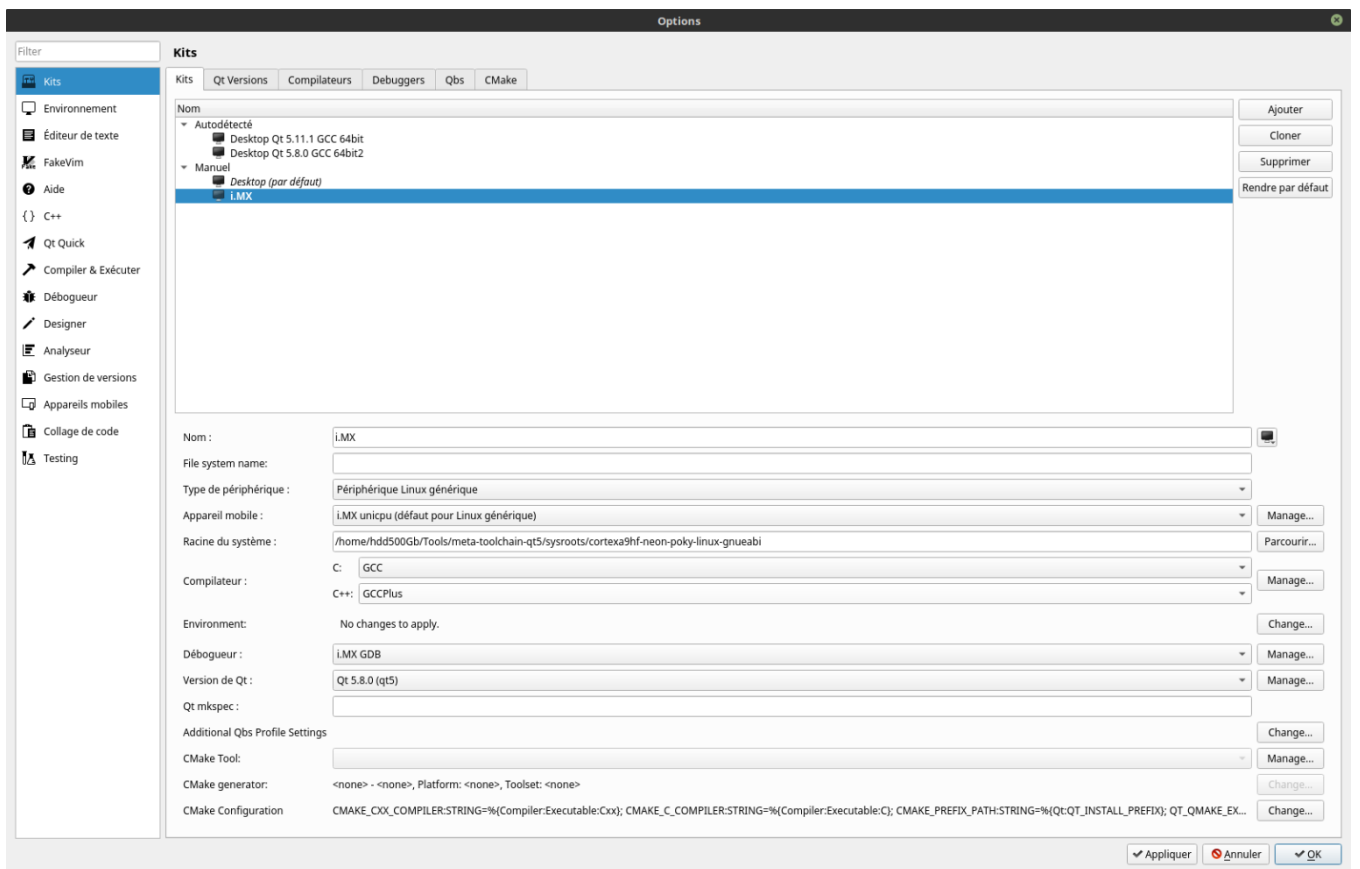 Options
Filter
Kits
Kits
Environnement
Éditeur de texte
FakeVim
Aide
{} C++
Qt Quick
Compiler & Exécuter
Débogueur
Designer
Analyseur
Gestion de versions
Appareils mobiles
Collage de code
Testing
Kits Qt Versions Compilateurs Debuggers Qbs CMake
Nom
Autodétecté
Desktop Qt 5.11.1 GCC 64bit
Desktop Qt 5.8.0 GCC 64bit2
Manuel
Desktop (par défaut)
i.MX
Ajouter
Cloner
Supprimer
Rendre par défaut
Nom : i.MX
File system name:
Type de périphérique : Périphérique Linux générique
Appareil mobile : i.MX unicpu (défaut pour Linux générique) Manage...
Racine du système : /home/hdd500Gb/Tools/meta-toolchain-qt5/sysroots/cortexa9hf-neon-poky-linux-gnueabi Parcourir...
Compilateur : C: GCC Manage...
C++: GCCPlus
Environment: No changes to apply. Change...
Débogueur : i.MX GDB Manage...
Version de Qt : Qt 5.8.0 (qt5) Manage...
Qt mkspec :
Additional Qbs Profile Settings Change...
CMake Tool: Manage...
CMake generator: <none> - <none>, Platform: <none>, Toolset: <none> Change...
CMake Configuration CMAKE_CXX_COMPILER:STRING=%{Compiler:Executable:Cxx}; CMAKE_C_COMPILER:STRING=%{Compiler:Executable:C}; CMAKE_PREFIX_PATH:STRING=%{Qt:QT_INSTALL_PREFIX}; QT_QMAKE_EX... Change...
Appliquer Annuler OK